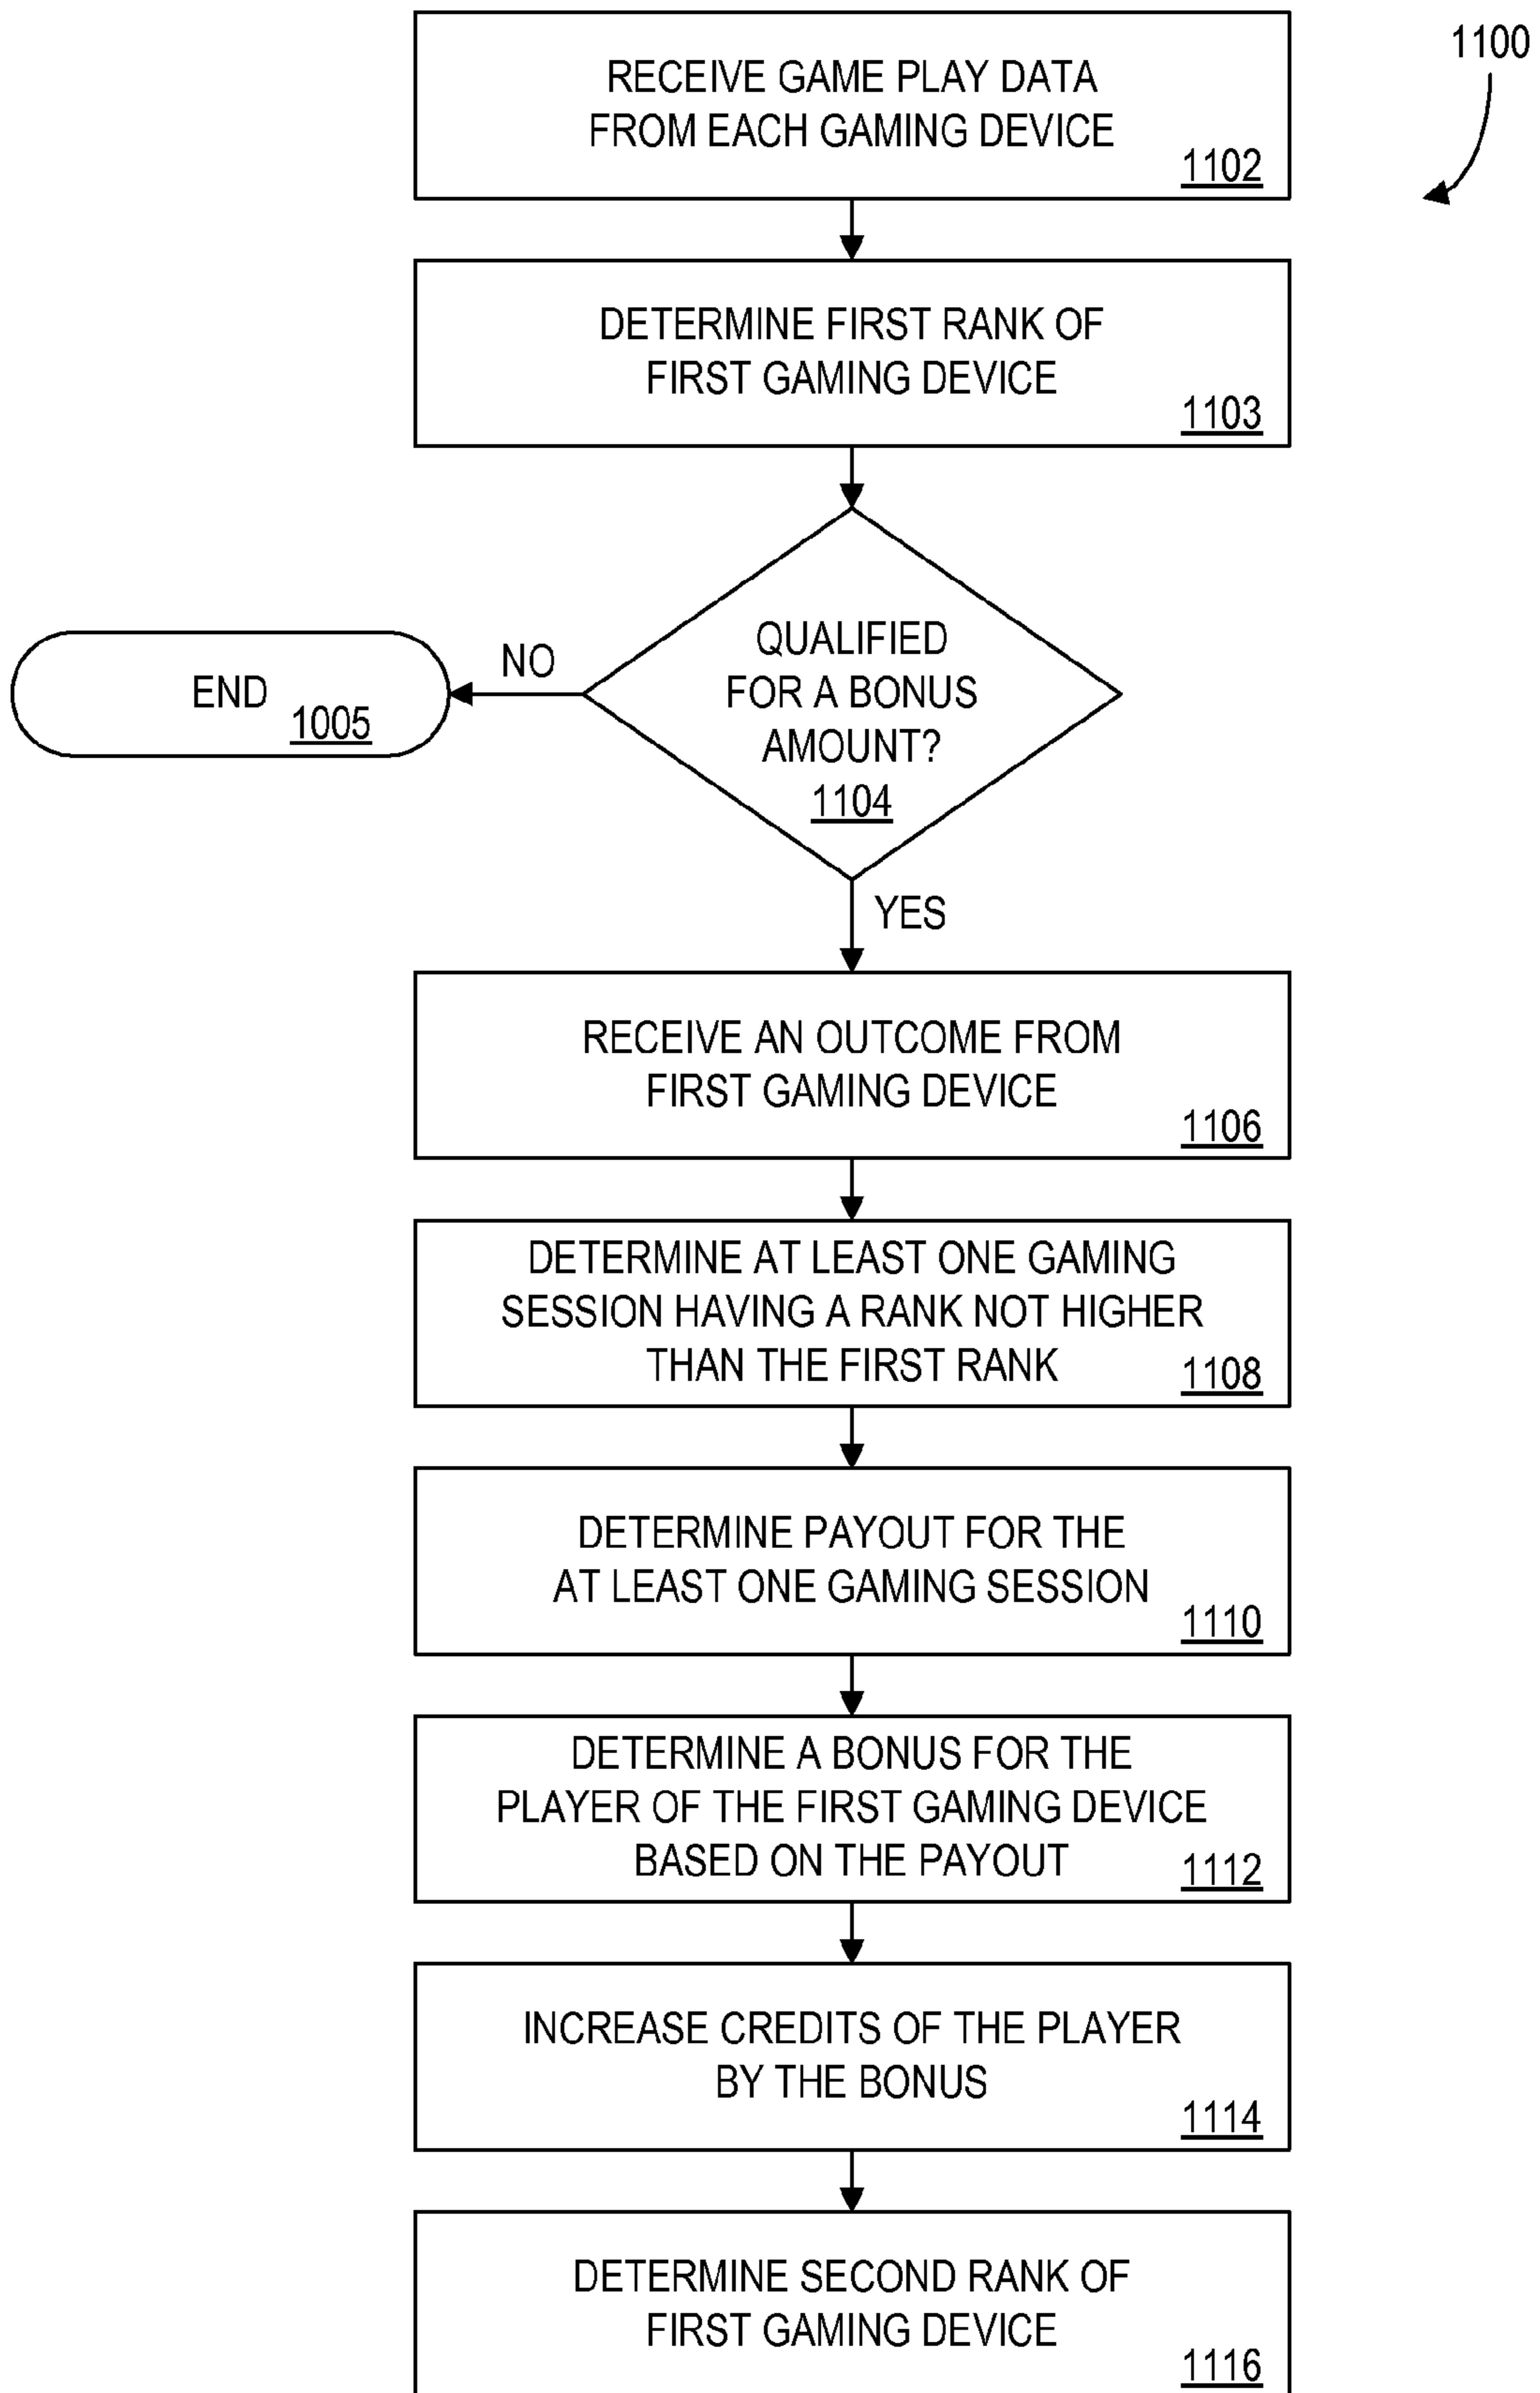 1100
RECEIVE GAME PLAY DATA
FROM EACH GAMING DEVICE
1102
DETERMINE FIRST RANK OF
FIRST GAMING DEVICE
1103
QUALIFIED
FOR A BONUS
AMOUNT?
1104
NO
END
1005
YES
RECEIVE AN OUTCOME FROM
FIRST GAMING DEVICE
1106
DETERMINE AT LEAST ONE GAMING
SESSION HAVING A RANK NOT HIGHER
THAN THE FIRST RANK
1108
DETERMINE PAYOUT FOR THE
AT LEAST ONE GAMING SESSION
1110
DETERMINE A BONUS FOR THE
PLAYER OF THE FIRST GAMING DEVICE
BASED ON THE PAYOUT
1112
INCREASE CREDITS OF THE PLAYER
BY THE BONUS
1114
DETERMINE SECOND RANK OF
FIRST GAMING DEVICE
1116